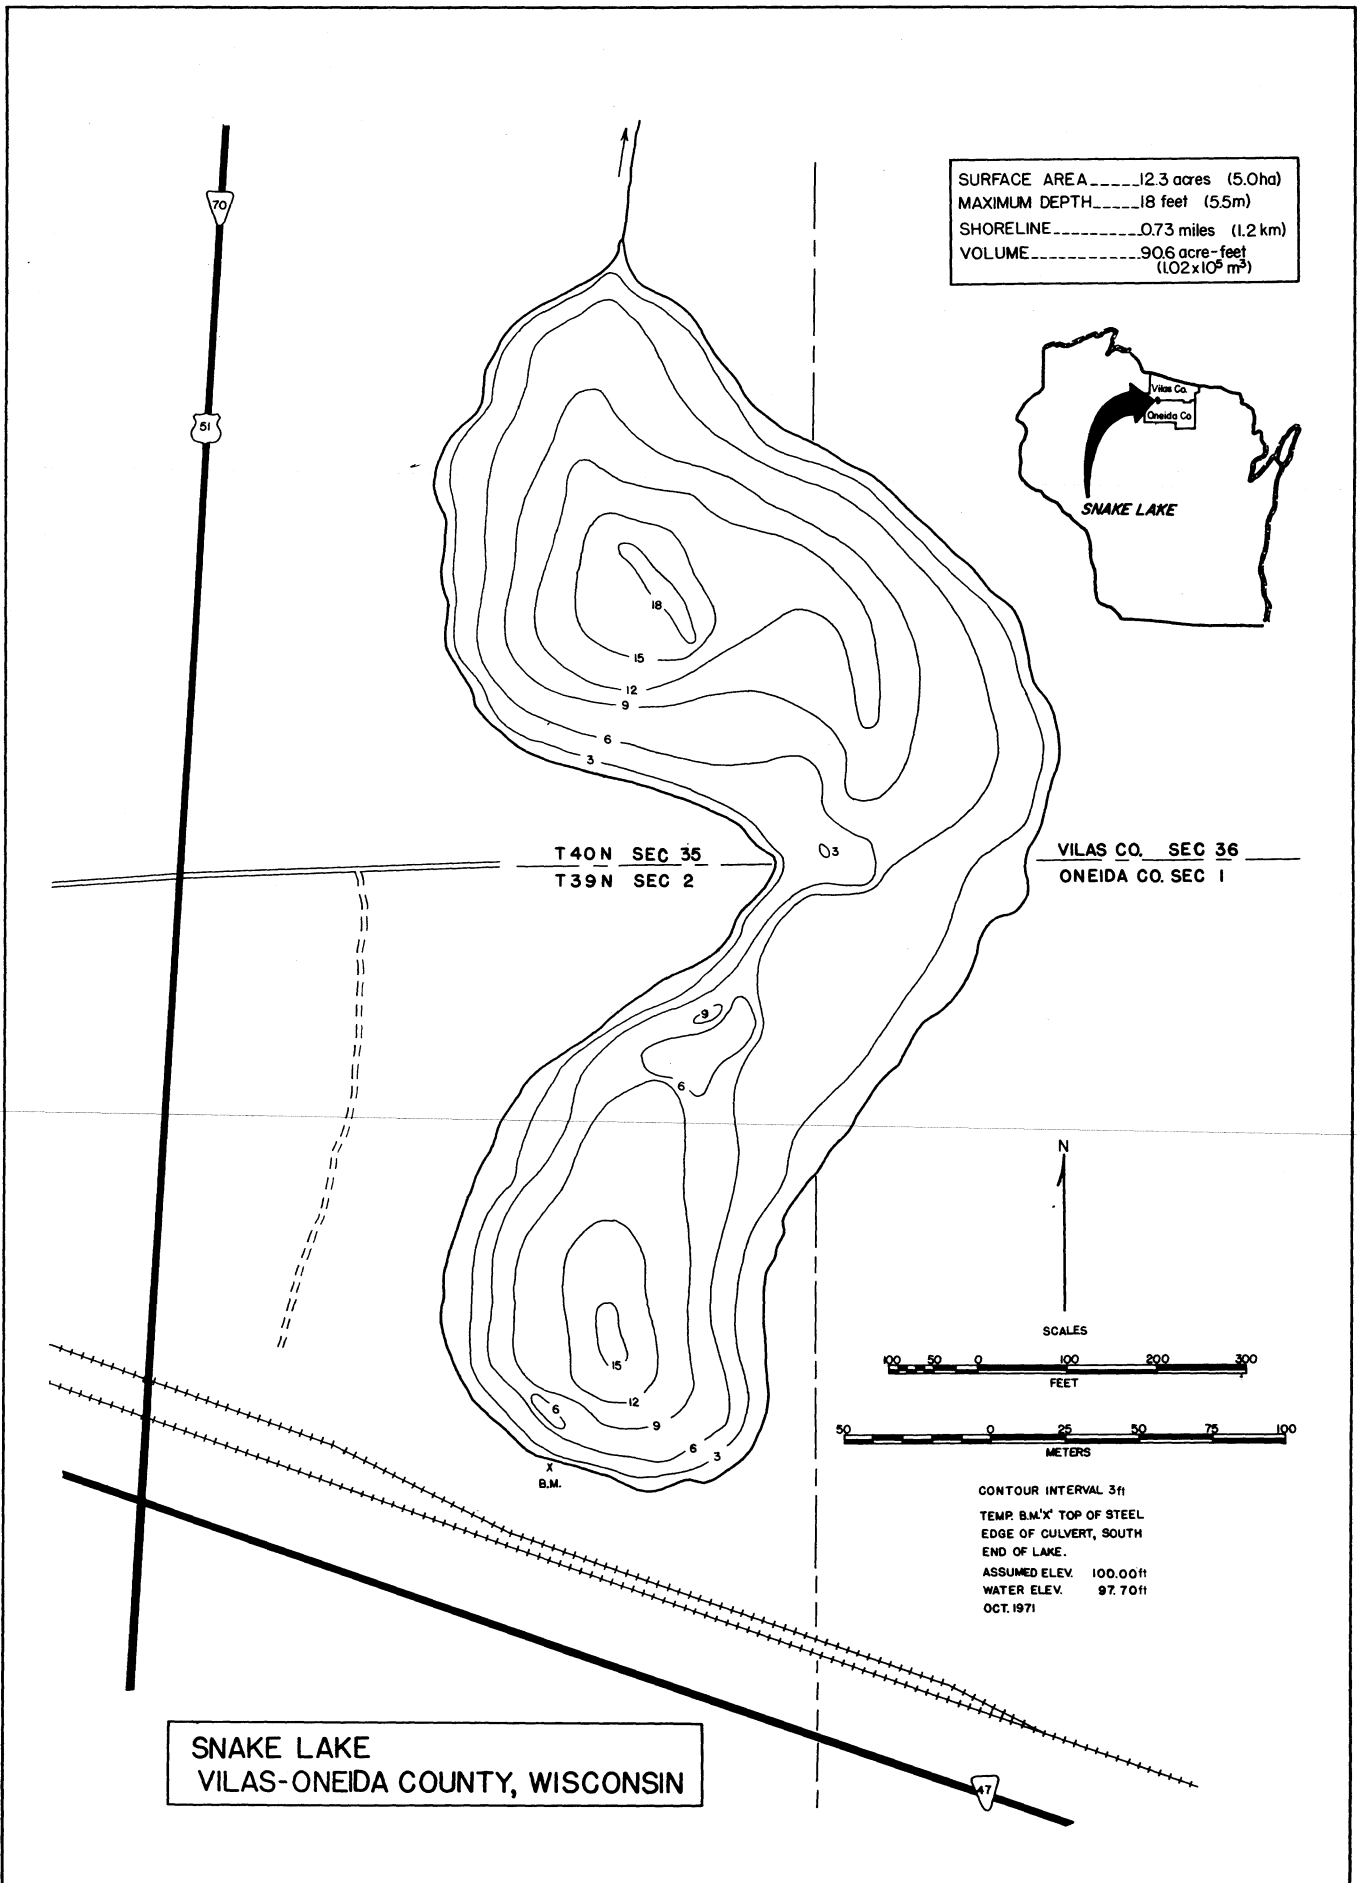 SURFACE AREA_____12.3 acres (5.0ha)
MAXIMUM DEPTH_____18 feet (5.5m)
SHORELINE__________0.73 miles (1.2 km)
VOLUME____________90.6 acre-feet
(1.02x10⁵ m³)
70
51
Vilas Co.
Oneida Co
SNAKE LAKE
18
15
12
9
6
3
3
T40N SEC 35
T39N SEC 2
VILAS CO. SEC 36
ONEIDA CO. SEC 1
9
6
15
12
6
9
6
3
X
B.M.
N
SCALES
100 50 0 100 200 300
FEET
50 0 25 50 75 100
METERS
CONTOUR INTERVAL 3ft
TEMP. B.M.'X' TOP OF STEEL
EDGE OF CULVERT, SOUTH
END OF LAKE.
ASSUMED ELEV. 100.00ft
WATER ELEV. 97.70ft
OCT. 1971
SNAKE LAKE
VILAS-ONEIDA COUNTY, WISCONSIN
47